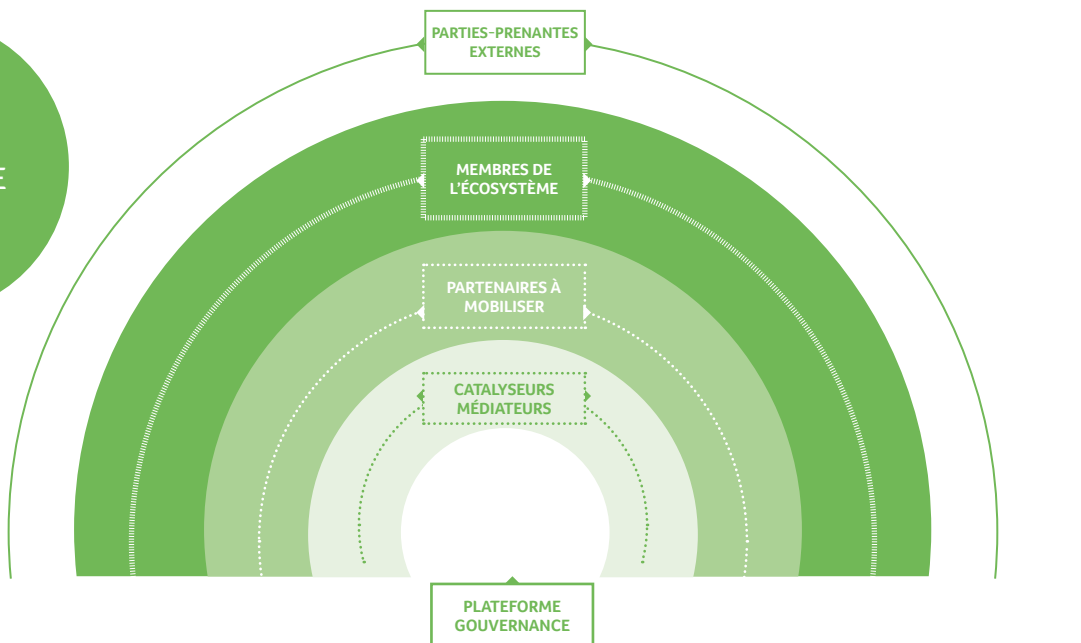 PARTIES-PRENANTES
EXTERNES
MEMBRES DE
L'ÉCOSYSTÈME
PARTENAIRES À
MOBILISER
CATALYSEURS
MÉDIATEURS
PLATEFORME
GOUVERNANCE